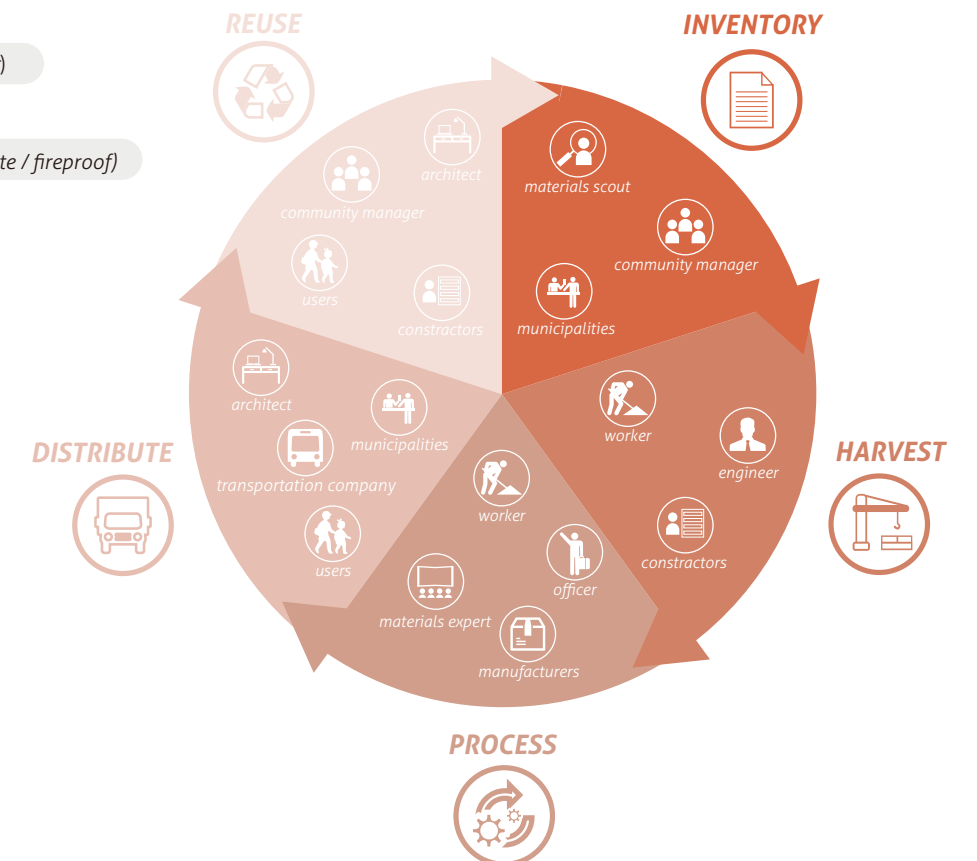 REUSE
INVENTORY
)
te / fireproof)
architect
community manager
users
constractors
materials scout
community manager
municipalities
worker
engineer
constractors
HARVEST
DISTRIBUTE
architect
municipalities
transportation company
users
worker
officer
materials expert
manufacturers
PROCESS